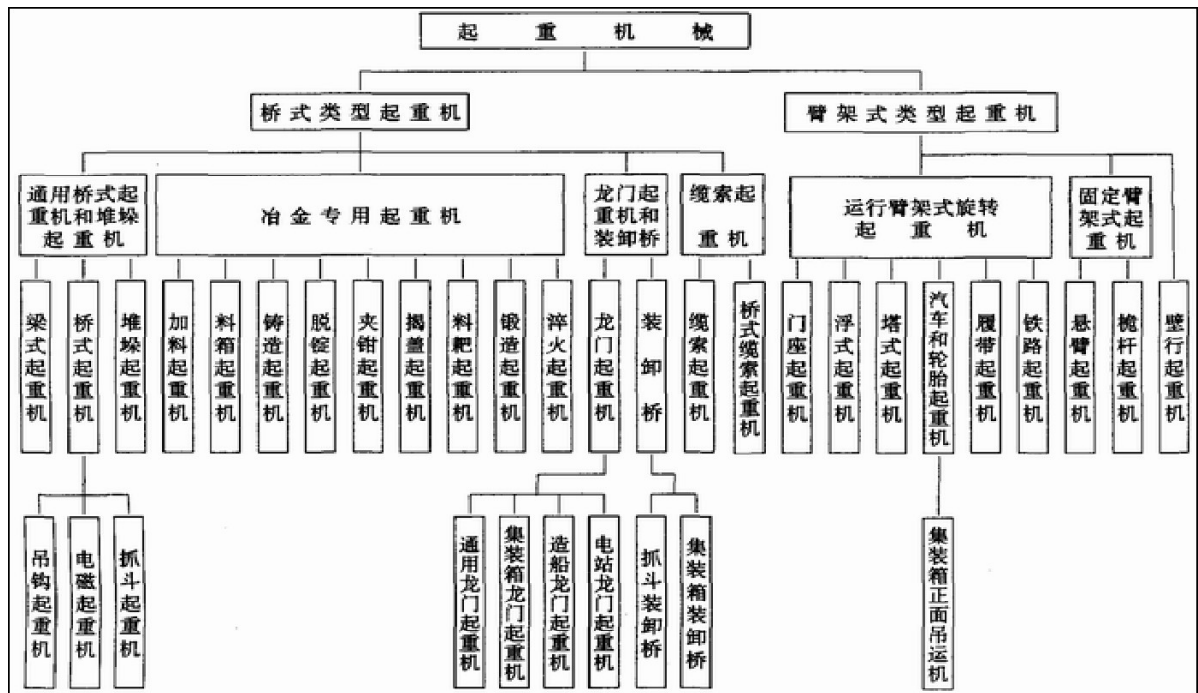 起重机械
桥式类型起重机
臂架式类型起重机
通用桥式起
重机和堆垛
起重机
冶金专用起重机
龙门起
重机和
装卸桥
缆索起
重机
运行臂架式旋转
起重机
固定臂
架式起
重机
梁式起重机
桥式起重机
堆垛起重机
加料起重机
料箱起重机
铸造起重机
脱锭起重机
夹钳起重机
揭盖起重机
料耙起重机
锻造起重机
淬火起重机
龙门起重机
装卸桥
缆索起重机
桥式缆索起重机
门座起重机
浮式起重机
塔式起重机
汽车和轮胎起重机
履带起重机
铁路起重机
悬臂起重机
桅杆起重机
壁行起重机
吊钩起重机
电磁起重机
抓斗起重机
通用龙门起重机
集装箱龙门起重机
造船龙门起重机
电站龙门起重机
抓斗装卸桥
集装箱装卸桥
集装箱正面吊运机